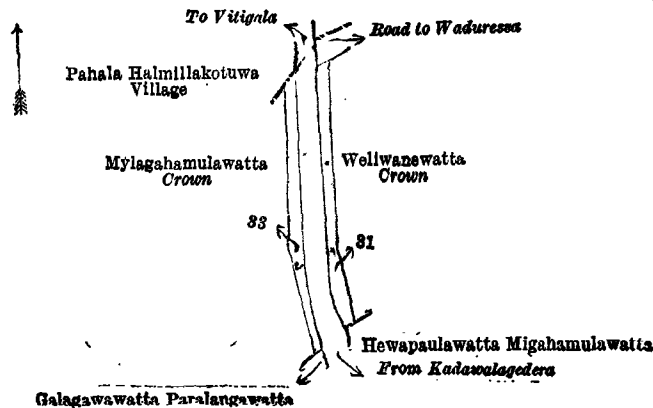 To Vitigala
Road to Waduressa
Pahala Halmillakotuwa
Village
Mylagahamulawatta
Crown
Weliwanewatta
Crown
33
31
Hewapaulawatta Migahamulawatta
From Kadawalagedera
Galagawawatta Paralangawatta